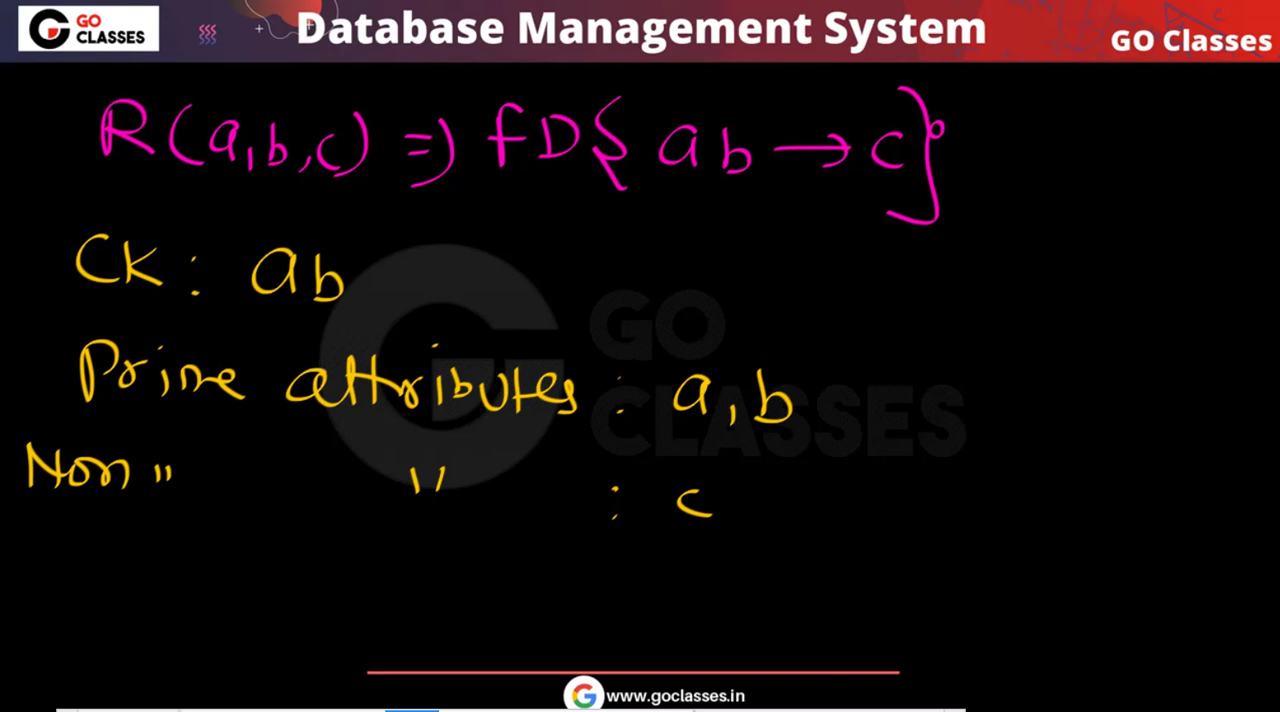 GO CLASSES
Database Management System
GO Classes
R(a,b,c) => fD{ab → c}
CK: ab
Prime attributes: a,b
Non " " : c
GO
CLASSES
www.goclasses.in